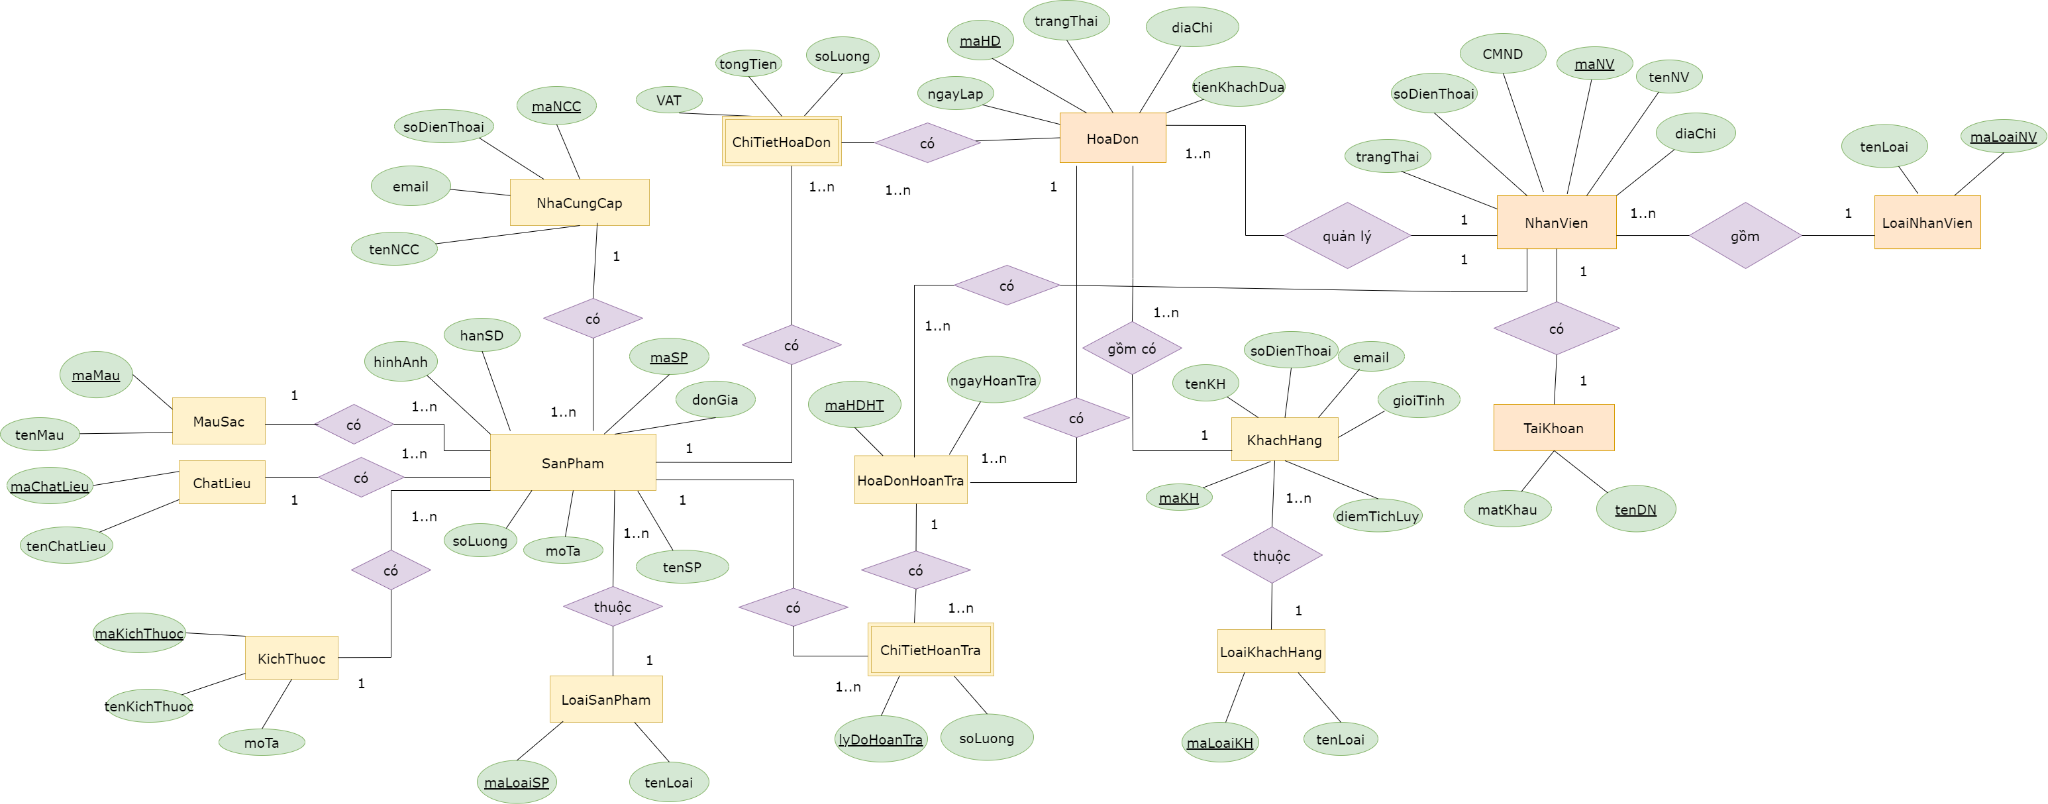 trangThai
diaChi
maHD
soLuong
tongTien
CMND
maNV
tenNV
tienKhachDua
ngayLap
soDienThoai
VAT
maNCC
soDienThoai
diaChi
maLoaiNV
tenLoai
ChiTietHoaDon
có
HoaDon
1..n
trangThai
email
1..n
1..n
1
NhaCungCap
1
1..n
1
NhanVien
1..n
gồm
1
LoaiNhanVien
quản lý
tenNCC
1
1
1
có
có
1..n
1..n
có
hanSD
hinhAnh
có
maSP
gồm có
soDienThoai
email
maMau
ngayHoanTra
tenKH
1
1
donGia
maHDHT
gioiTinh
1..n
1..n
MauSac
có
có
TaiKhoan
tenMau
1
1
KhachHang
1..n
SanPham
1..n
maChatLieu
ChatLieu
có
HoaDonHoanTra
1
1
maKH
1..n
diemTichLuy
matKhau
tenDN
1..n
1..n
1
tenChatLieu
soLuong
moTa
tenSP
có
có
thuộc
thuộc
có
1..n
1
maKichThuoc
KichThuoc
1
1
ChiTietHoanTra
LoaiKhachHang
1..n
tenKichThuoc
LoaiSanPham
moTa
lyDoHoanTra
soLuong
maLoaiKH
tenLoai
maLoaiSP
tenLoai